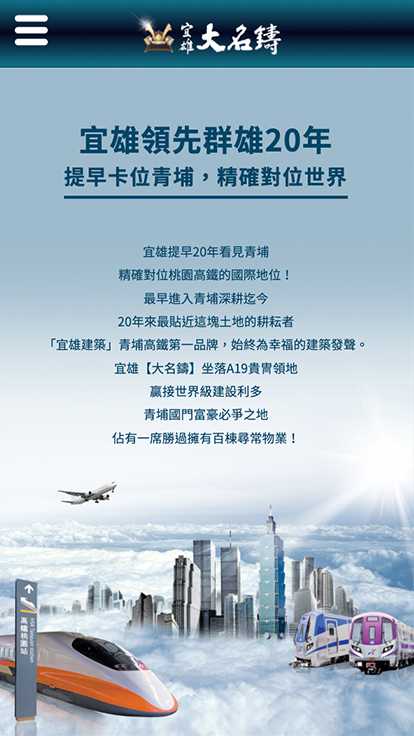 宜雄 大名鑄
宜雄領先群雄20年
提早卡位青埔，精確對位世界
宜雄提早20年看見青埔
精確對位桃園高鐵的國際地位！
最早進入青埔深耕迄今
20年來最貼近這塊土地的耕耘者
「宜雄建築」青埔高鐵第一品牌，始終為幸福的建築發聲。
宜雄【大名鑄】坐落A19貴冑領地
贏接世界級建設利多
青埔國門富豪必爭之地
佔有一席勝過擁有百棟尋常物業！
高鐵桃園站
HSR Taoyuan station